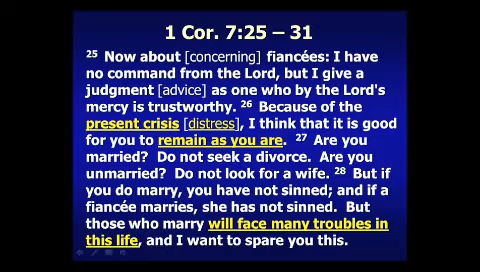 1 Cor. 7:25 – 31
25 Now about [concerning] fiancées: I have
no command from the Lord, but I give a
judgment [advice] as one who by the Lord's
mercy is trustworthy. 26 Because of the
present crisis [distress], I think that it is good
for you to remain as you are. 27 Are you
married? Do not seek a divorce. Are you
unmarried? Do not look for a wife. 28 But if
you do marry, you have not sinned; and if a
fiancée marries, she has not sinned. But
those who marry will face many troubles in
this life, and I want to spare you this.